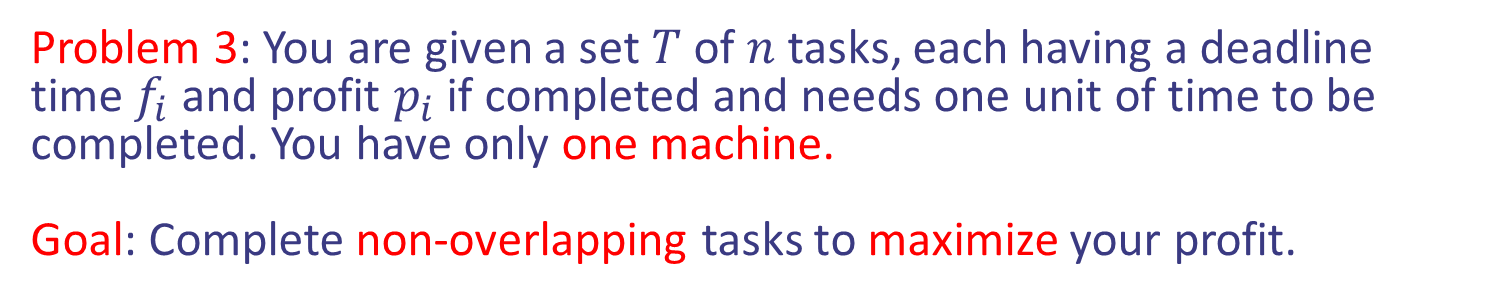 Problem 3: You are given a set T of n tasks, each having a deadline
time fᵢ and profit pᵢ if completed and needs one unit of time to be
completed. You have only one machine.
Goal: Complete non-overlapping tasks to maximize your profit.